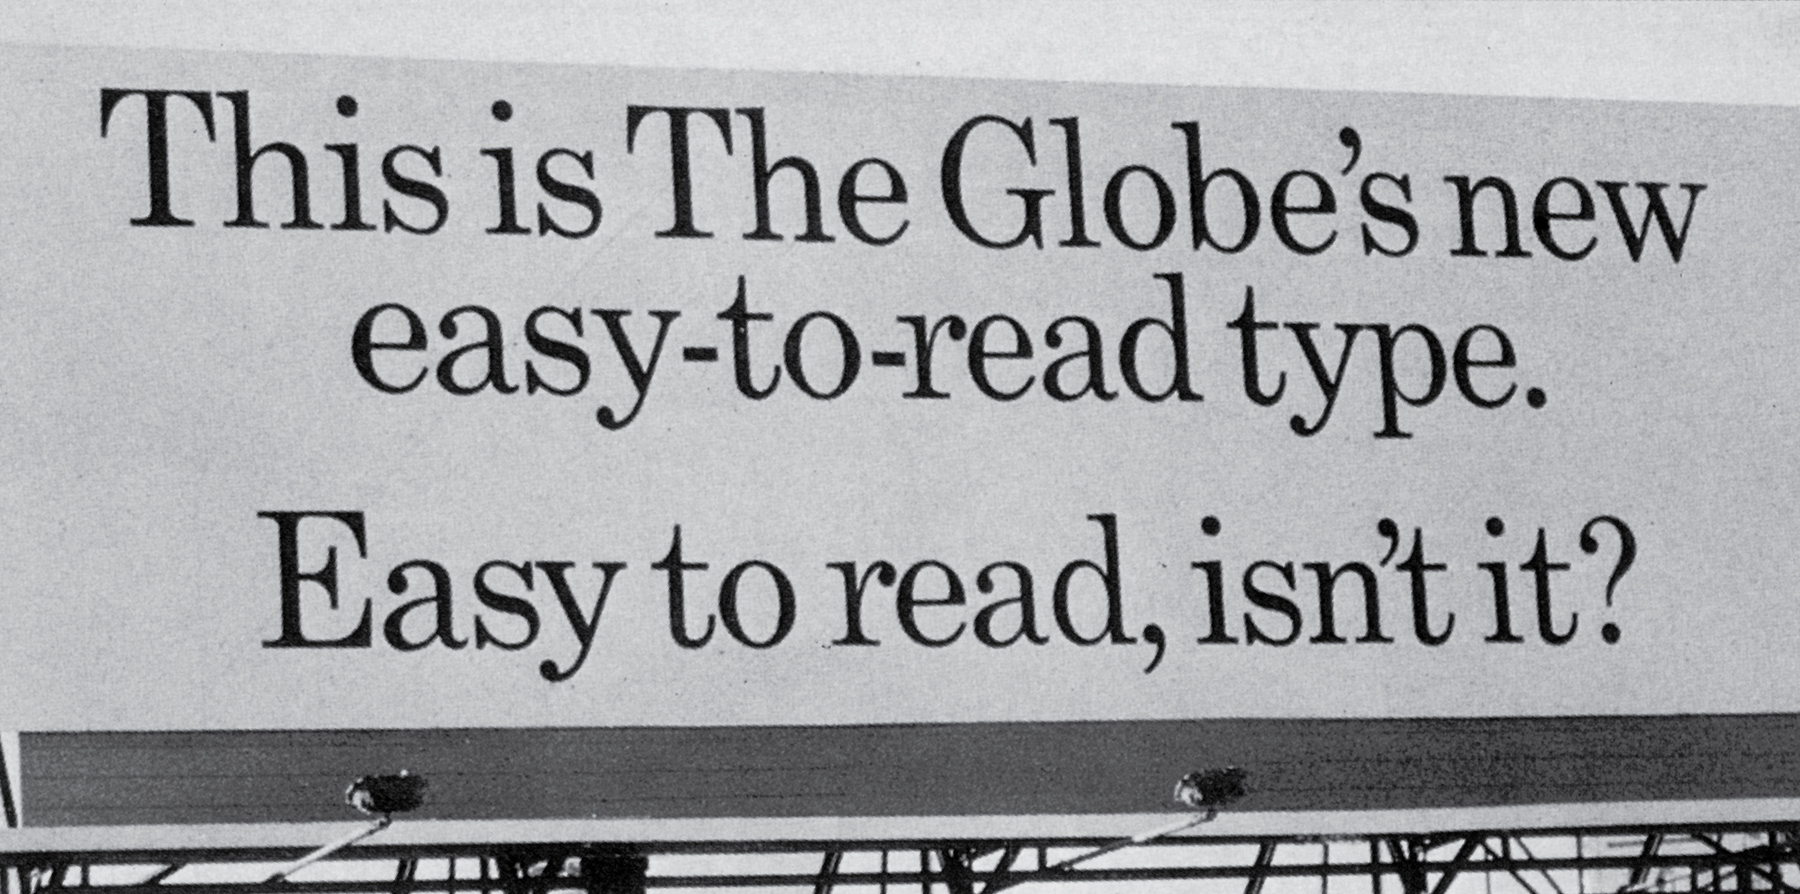 This is The Globe’s new
easy-to-read type.
Easy to read, isn’t it?